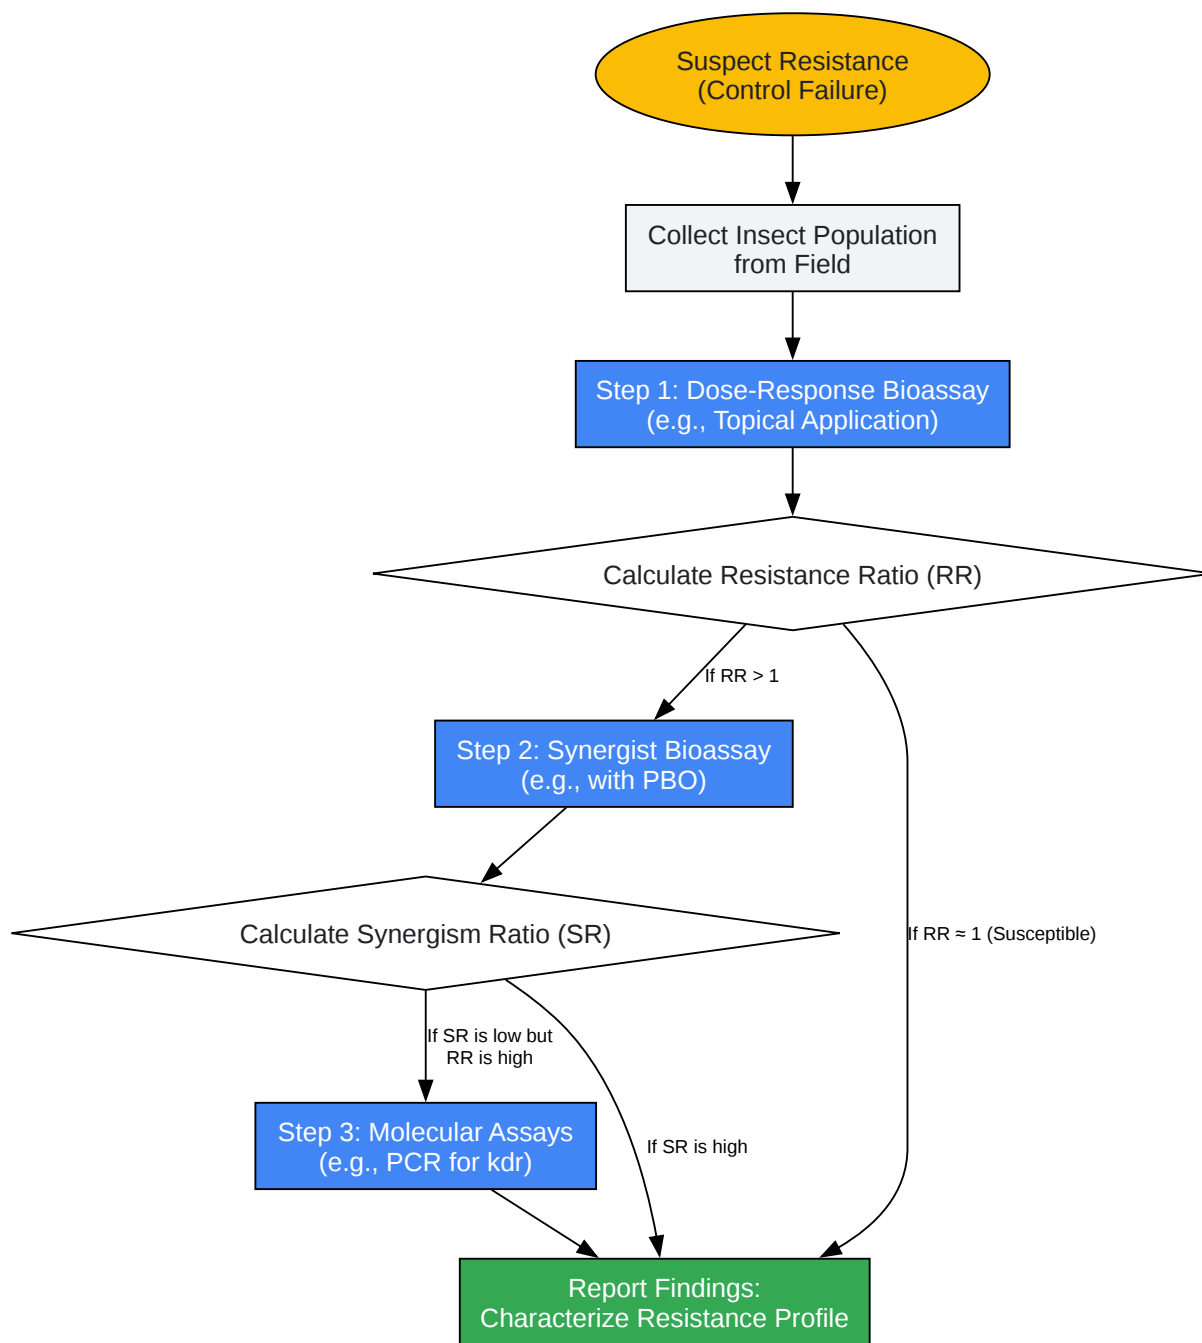 Suspect Resistance
(Control Failure)
Collect Insect Population
from Field
Step 1: Dose-Response Bioassay
(e.g., Topical Application)
Calculate Resistance Ratio (RR)
If RR > 1
Step 2: Synergist Bioassay
(e.g., with PBO)
Calculate Synergism Ratio (SR)
If RR ≈ 1 (Susceptible)
If SR is low but
RR is high
Step 3: Molecular Assays
(e.g., PCR for kdr)
If SR is high
Report Findings:
Characterize Resistance Profile